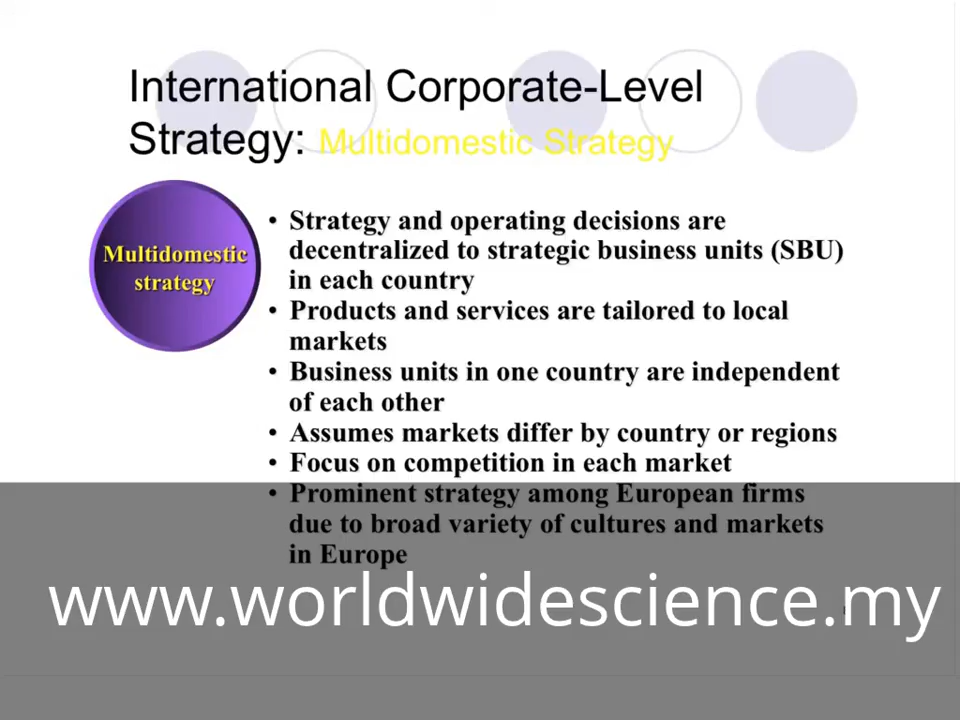 International Corporate-Level
Strategy: Multidomestic Strategy
Multidomestic
strategy
• Strategy and operating decisions are
decentralized to strategic business units (SBU)
in each country
• Products and services are tailored to local
markets
• Business units in one country are independent
of each other
• Assumes markets differ by country or regions
• Focus on competition in each market
• Prominent strategy among European firms
due to broad variety of cultures and markets
in Europe
www.worldwidescience.my